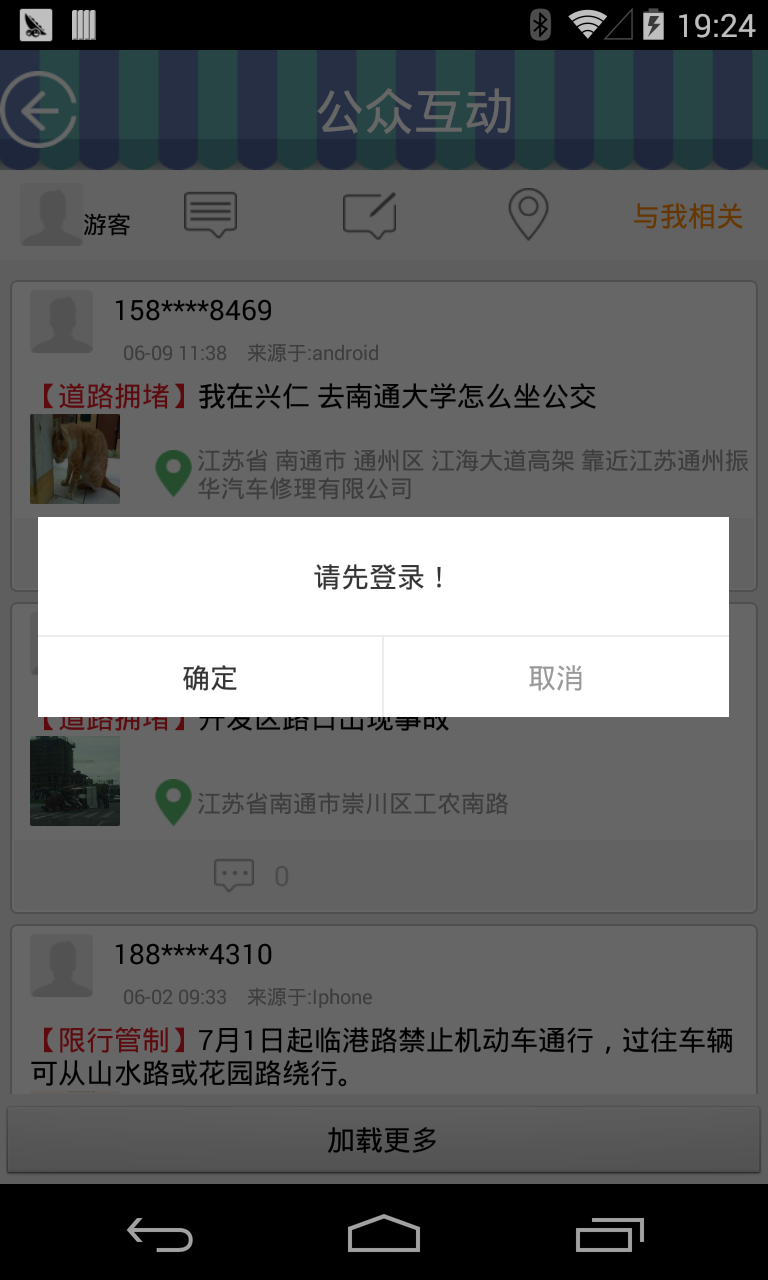 19:24
公众互动
游客
与我相关
158****8469
06-09 11:38 来源于:android
【道路拥堵】我在兴仁 去南通大学怎么坐公交
江苏省 南通市 通州区 江海大道高架 靠近江苏通州振
华汽车修理有限公司
请先登录！
确定 取消
【道路拥堵】开发区路口出现事故
江苏省南通市崇川区工农南路
0
188****4310
06-02 09:33 来源于:Iphone
【限行管制】7月1日起临港路禁止机动车通行，过往车辆
可从山水路或花园路绕行。
加载更多